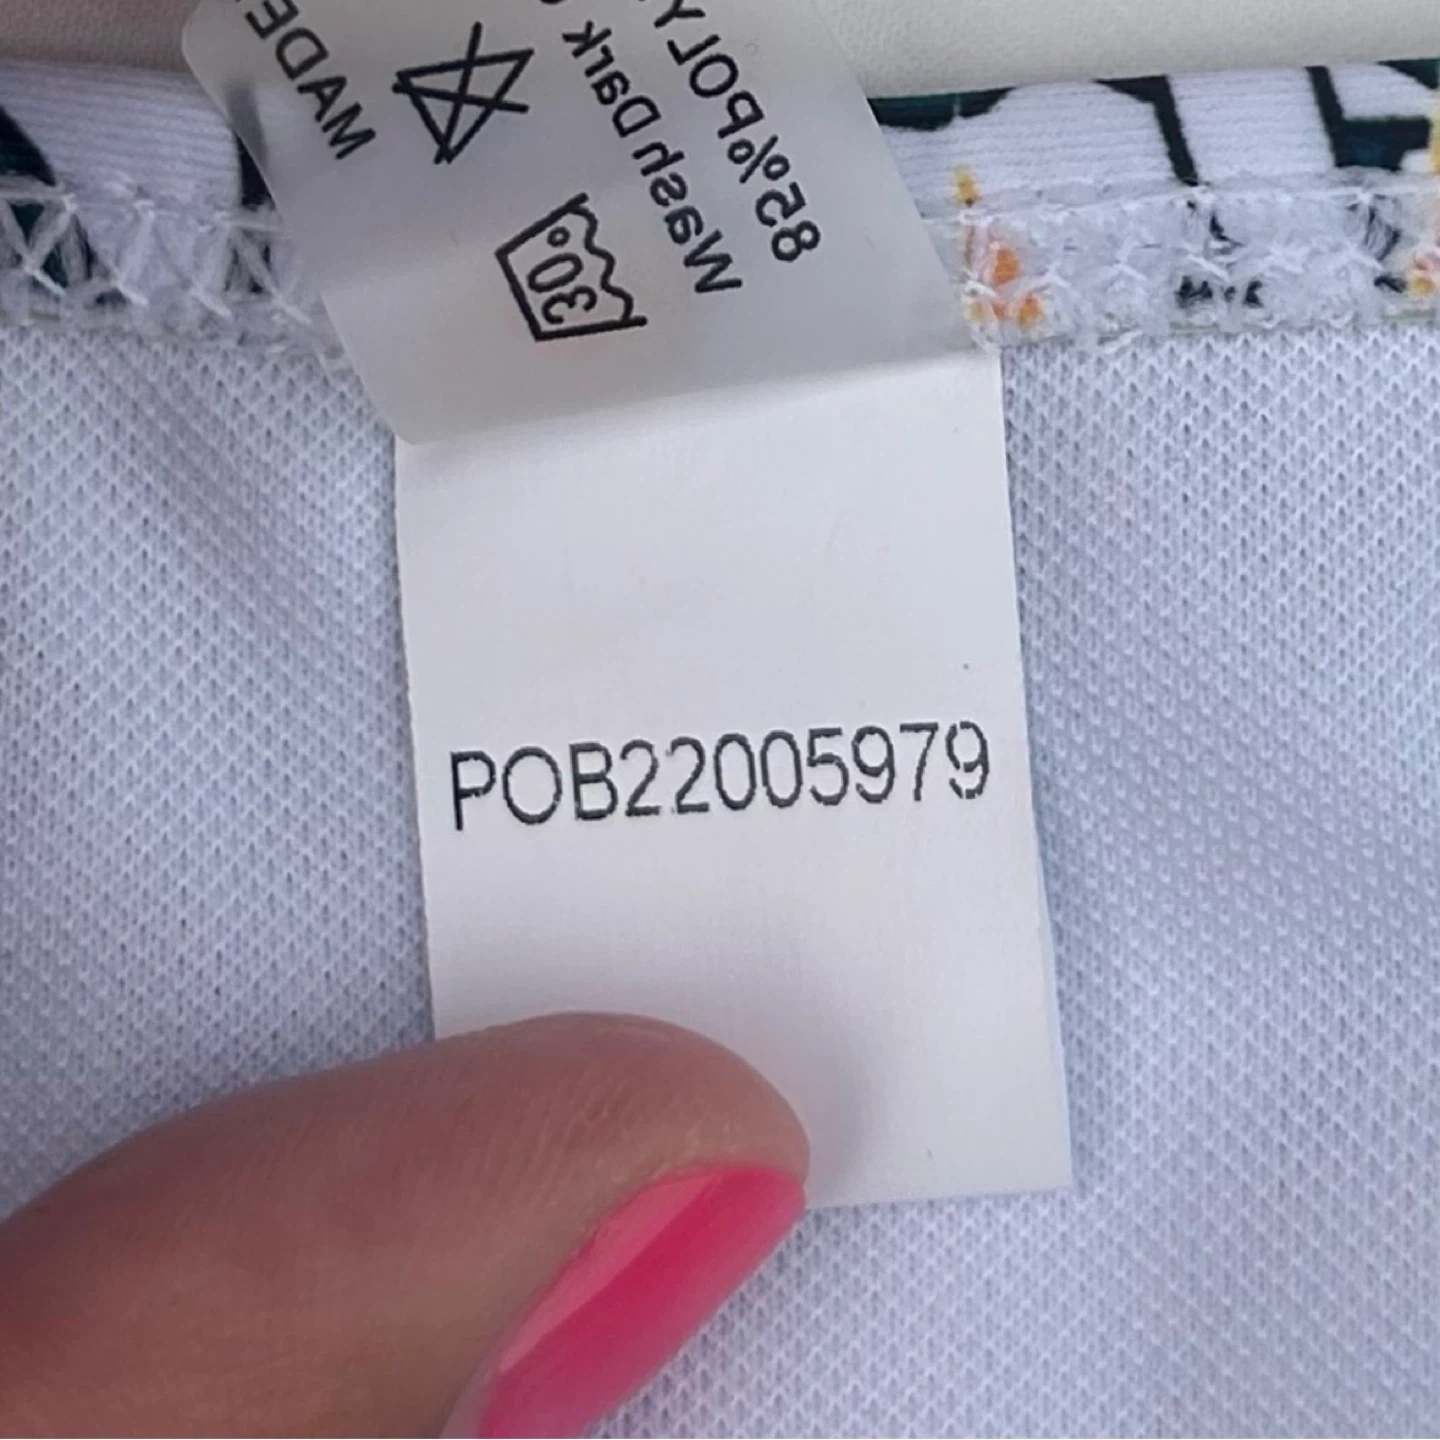 85%POLY
Wash Dark
30°
MADE
POB22005979